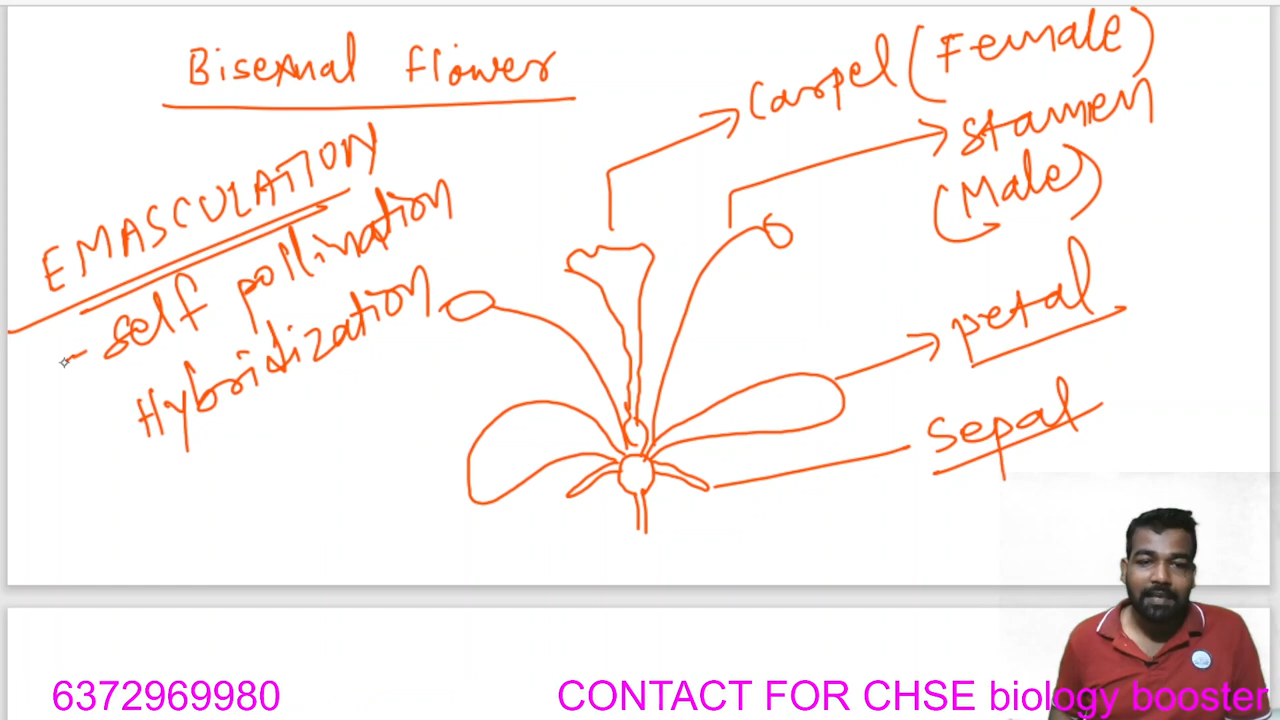 Bisexual flower
Carpel (Female)
Stamen
(Male)
EMASCULATION
- self pollination
Hybridization
petal
Sepal
6372969980
CONTACT FOR CHSE biology booster